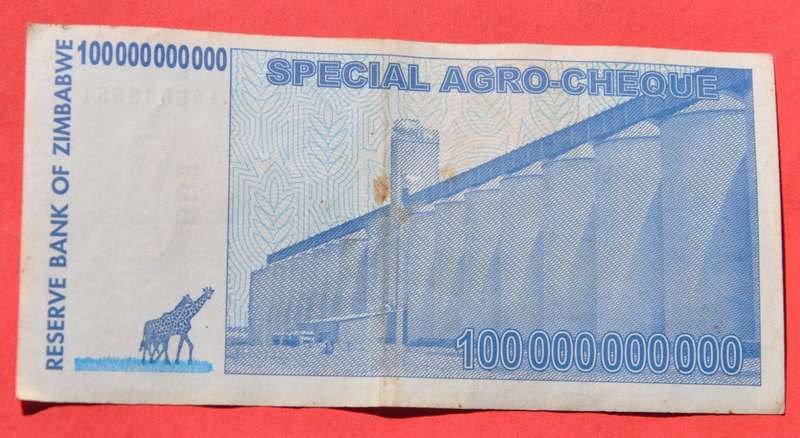 100000000000
SPECIAL AGRO-CHEQUE
RESERVE BANK OF ZIMBABWE
100 000 000 000